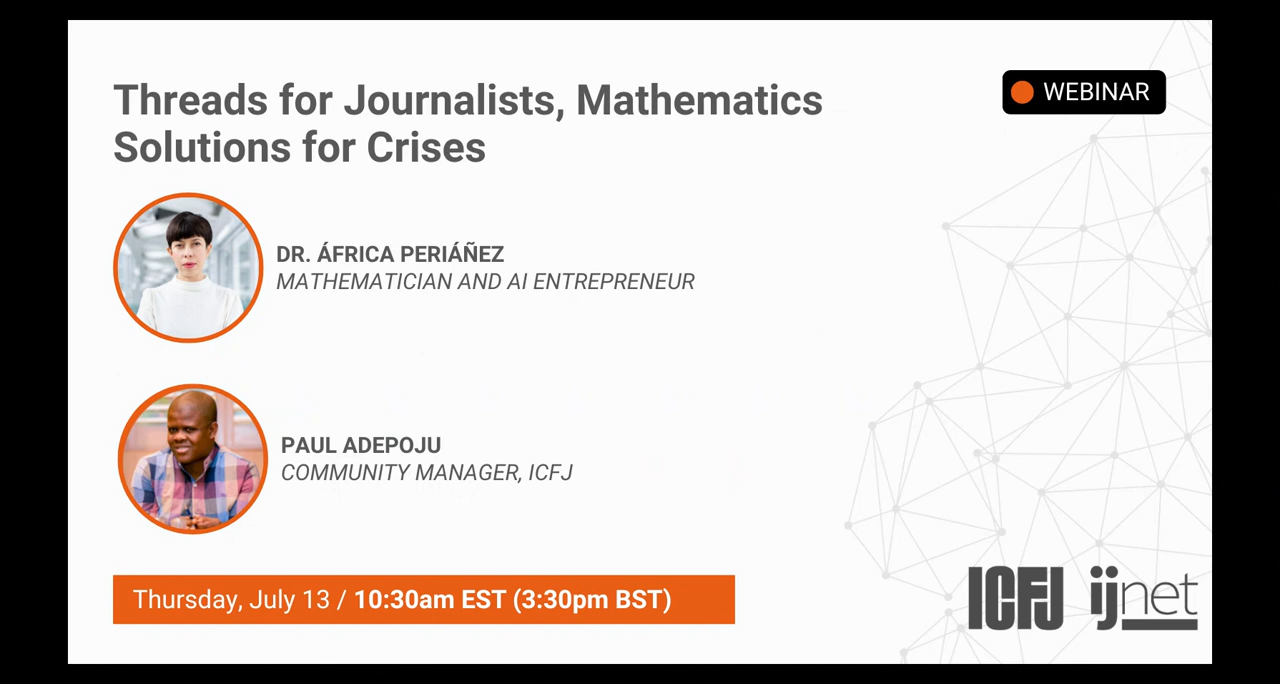 Threads for Journalists, Mathematics
Solutions for Crises
WEBINAR
DR. ÁFRICA PERIÁÑEZ
MATHEMATICIAN AND AI ENTREPRENEUR
PAUL ADEPOJU
COMMUNITY MANAGER, ICFJ
Thursday, July 13 / 10:30am EST (3:30pm BST)
ICFJ ijnet